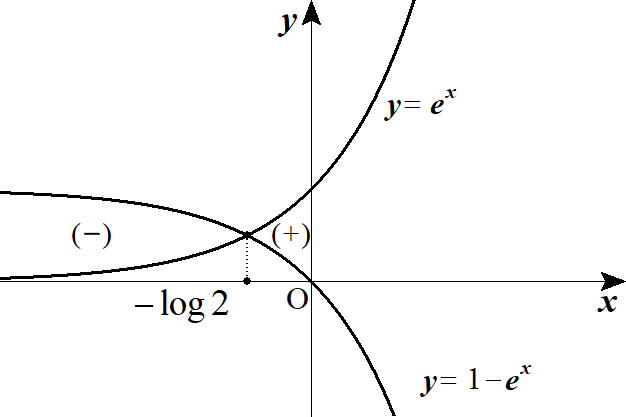 y
y = e^x
(−)
(+)
−log 2
O
x
y = 1−e^x